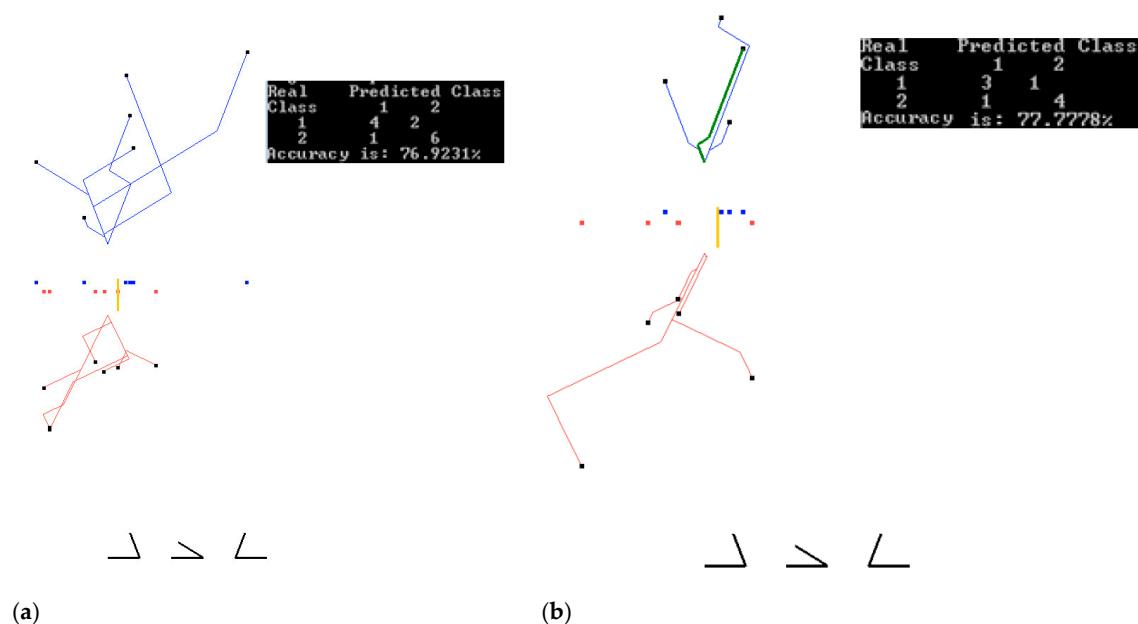 Real Predicted Class
Class 1 2
1 4 2
2 1 6
Accuracy is: 76.9231%
Real Predicted Class
Class 1 2
1 3 1
2 1 4
Accuracy is: 77.7778%
(a)
(b)